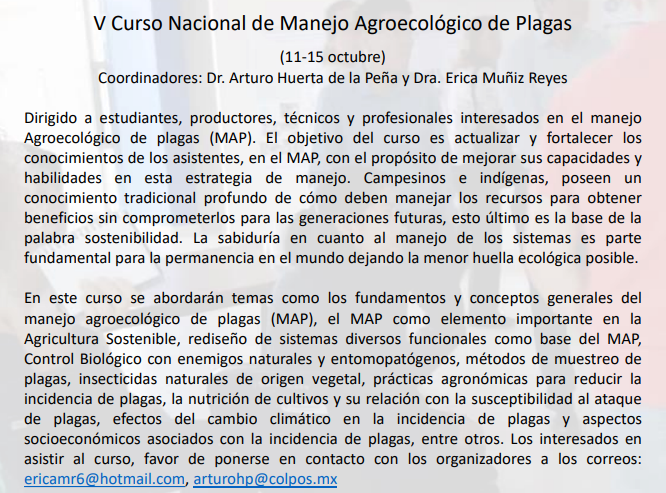 V Curso Nacional de Manejo Agroecológico de Plagas
(11-15 octubre)
Coordinadores: Dr. Arturo Huerta de la Peña y Dra. Erica Muñiz Reyes
Dirigido a estudiantes, productores, técnicos y profesionales interesados en el manejo
Agroecológico de plagas (MAP). El objetivo del curso es actualizar y fortalecer los
conocimientos de los asistentes, en el MAP, con el propósito de mejorar sus capacidades y
habilidades en esta estrategia de manejo. Campesinos e indígenas, poseen un
conocimiento tradicional profundo de cómo deben manejar los recursos para obtener
beneficios sin comprometerlos para las generaciones futuras, esto último es la base de la
palabra sostenibilidad. La sabiduría en cuanto al manejo de los sistemas es parte
fundamental para la permanencia en el mundo dejando la menor huella ecológica posible.
En este curso se abordarán temas como los fundamentos y conceptos generales del
manejo agroecológico de plagas (MAP), el MAP como elemento importante en la
Agricultura Sostenible, rediseño de sistemas diversos funcionales como base del MAP,
Control Biológico con enemigos naturales y entomopatógenos, métodos de muestreo de
plagas, insecticidas naturales de origen vegetal, prácticas agronómicas para reducir la
incidencia de plagas, la nutrición de cultivos y su relación con la susceptibilidad al ataque
de plagas, efectos del cambio climático en la incidencia de plagas y aspectos
socioeconómicos asociados con la incidencia de plagas, entre otros. Los interesados en
asistir al curso, favor de ponerse en contacto con los organizadores a los correos:
ericamr6@hotmail.com, arturohp@colpos.mx